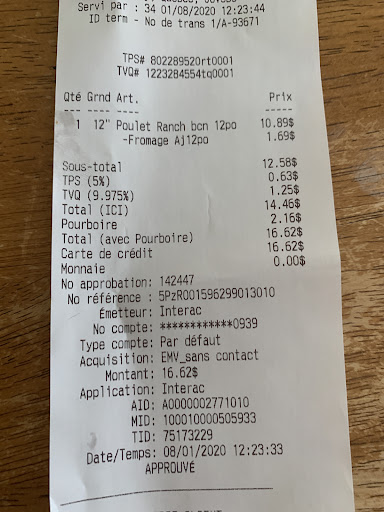 Servi par : 34 01/08/2020 12:23:44
ID term - No de trans 1/A-93671
TPS# 802289520rt0001
TVQ# 1223284554tq0001
Qté Grnd Art. Prix
1 12" Poulet Ranch bcn 12po 10.89$
-Fromage Aj12po 1.69$
Sous-total 12.58$
TPS (5%) 0.63$
TVQ (9.975%) 1.25$
Total (ICI) 14.46$
Pourboire 2.16$
Total (avec Pourboire) 16.62$
Carte de crédit 16.62$
Monnaie 0.00$
No approbation: 142447
No référence : 5PzR001596299013010
Émetteur: Interac
No compte: ************0939
Type compte: Par défaut
Acquisition: EMV_sans contact
Montant: 16.62$
Application: Interac
AID: A0000002771010
MID: 100010000505933
TID: 75173229
Date/Temps: 08/01/2020 12:23:33
APPROUVÉ